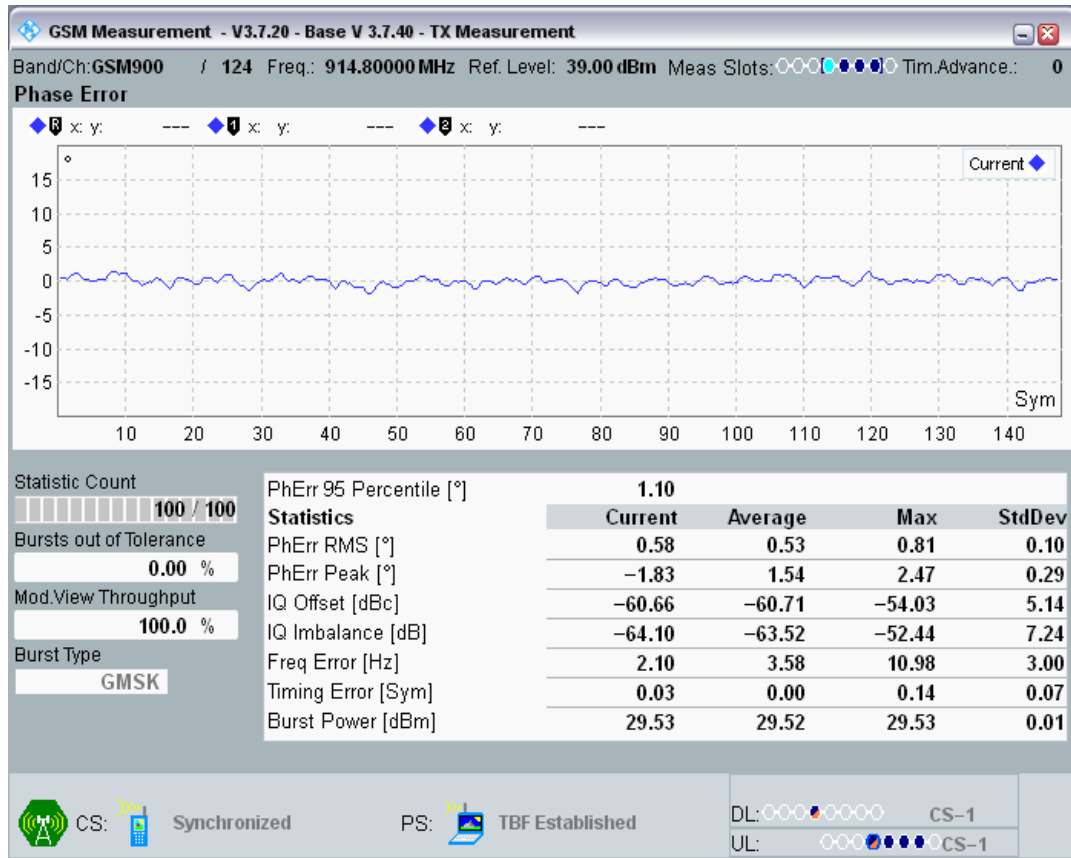 GSM Measurement - V3.7.20 - Base V 3.7.40 - TX Measurement
Band/Ch:GSM900 / 124 Freq.: 914.80000 MHz Ref. Level: 39.00 dBm Meas Slots: Tim.Advance.: 0
Phase Error
R x: y: --- 1 x: y: --- 2 x: y: ---
° Current
15
10
5
0
-5
-10
-15
Sym
10 20 30 40 50 60 70 80 90 100 110 120 130 140
Statistic Count
100 / 100
Bursts out of Tolerance
0.00 %
Mod.View Throughput
100.0 %
Burst Type
GMSK
PhErr 95 Percentile [°] 1.10
Statistics Current Average Max StdDev
PhErr RMS [°] 0.58 0.53 0.81 0.10
PhErr Peak [°] −1.83 1.54 2.47 0.29
IQ Offset [dBc] −60.66 −60.71 −54.03 5.14
IQ Imbalance [dB] −64.10 −63.52 −52.44 7.24
Freq Error [Hz] 2.10 3.58 10.98 3.00
Timing Error [Sym] 0.03 0.00 0.14 0.07
Burst Power [dBm] 29.53 29.52 29.53 0.01
CS: Synchronized PS: TBF Established
DL: CS−1
UL: CS−1